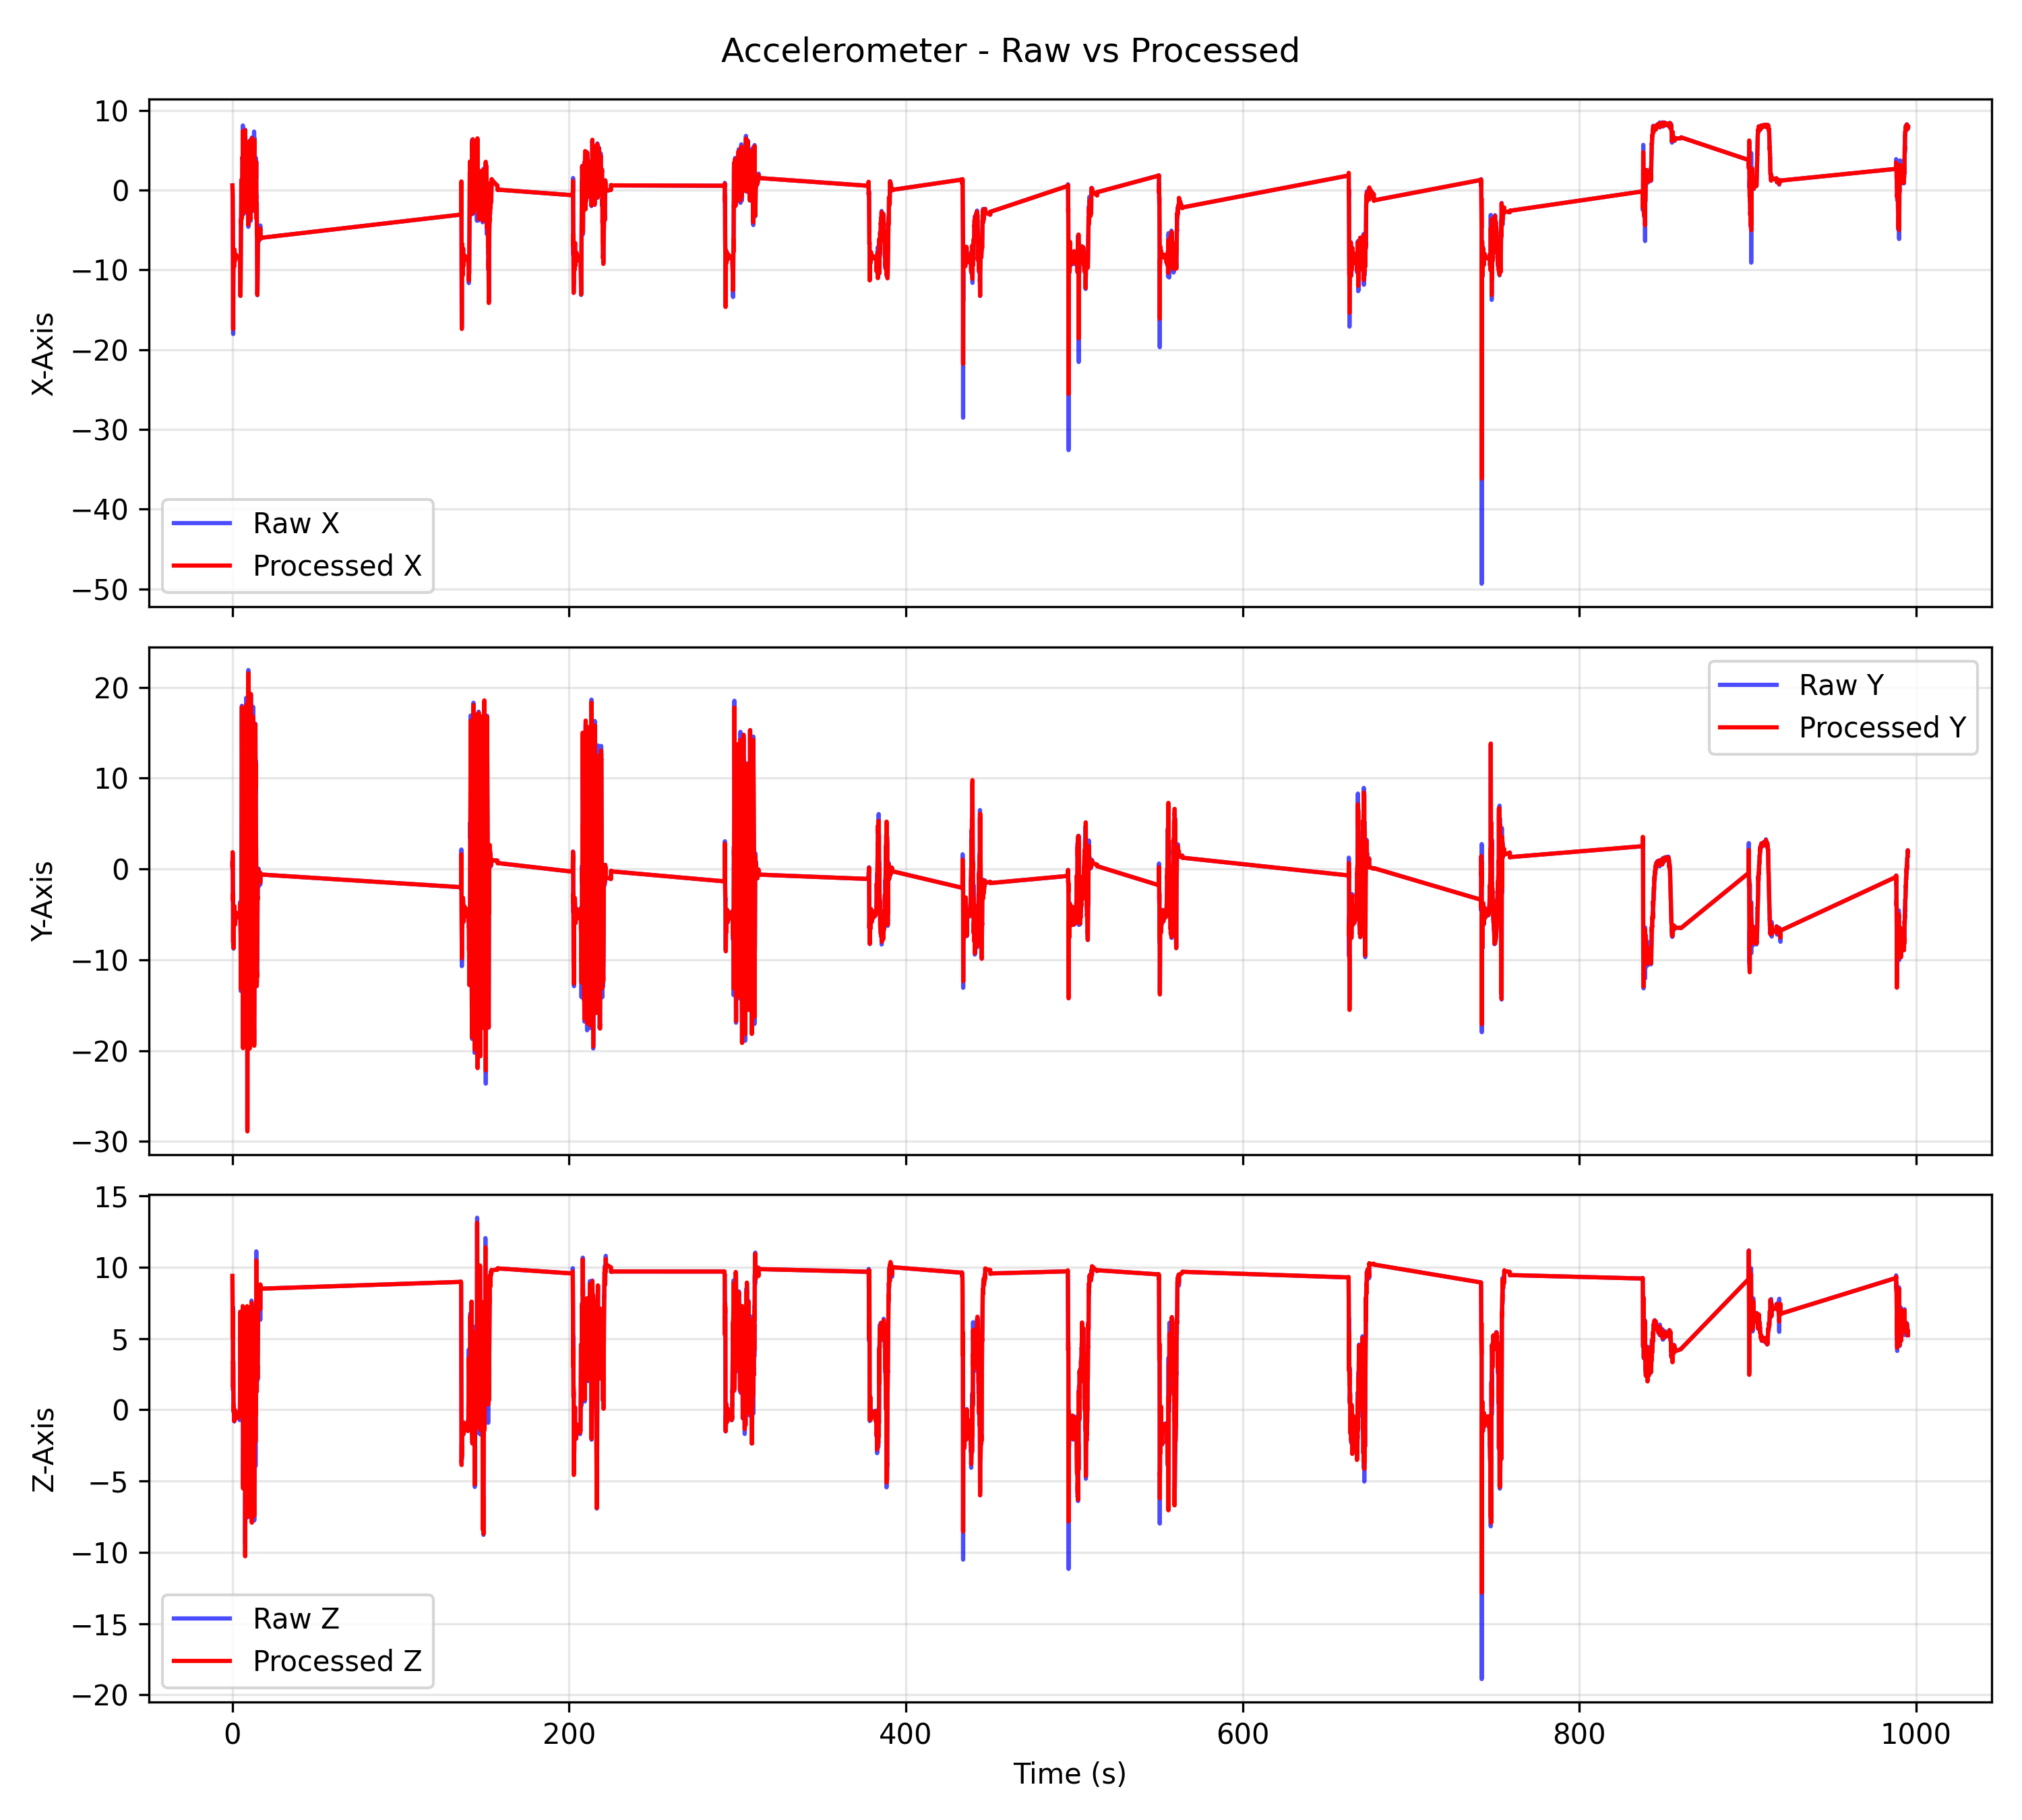 Accelerometer - Raw vs Processed
10
0
−10
−20
−30
−40
−50
X-Axis
Raw X
Processed X
20
10
0
−10
−20
−30
Y-Axis
Raw Y
Processed Y
15
10
5
0
−5
−10
−15
−20
Z-Axis
Raw Z
Processed Z
0 200 400 600 800 1000
Time (s)